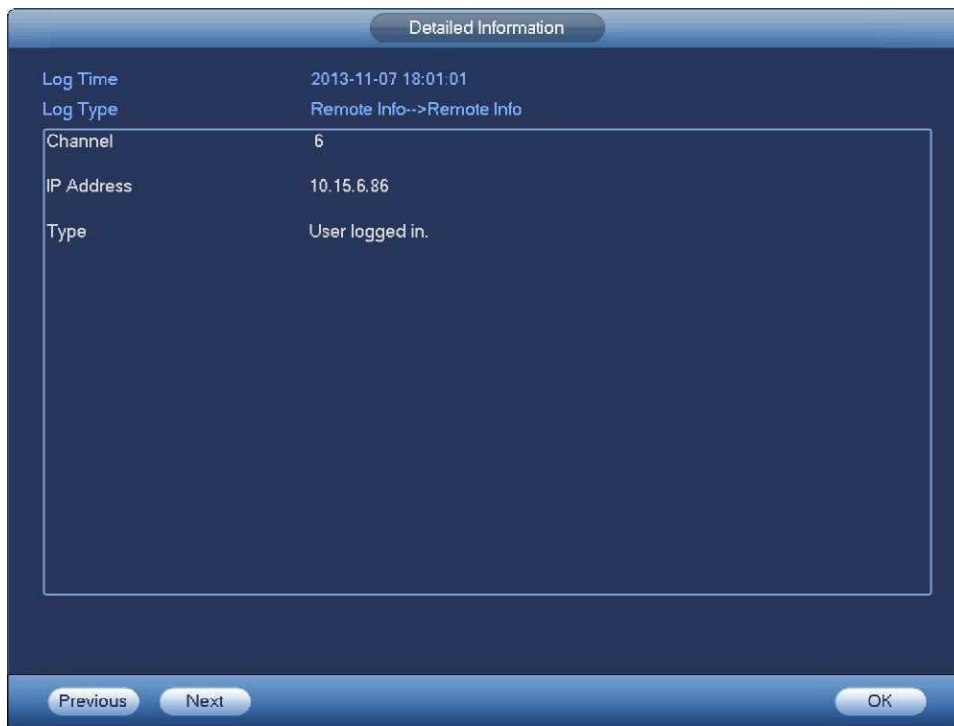 Detailed Information
Log Time 2013-11-07 18:01:01
Log Type Remote Info-->Remote Info
Channel 6
IP Address 10.15.6.86
Type User logged in.
Previous Next OK